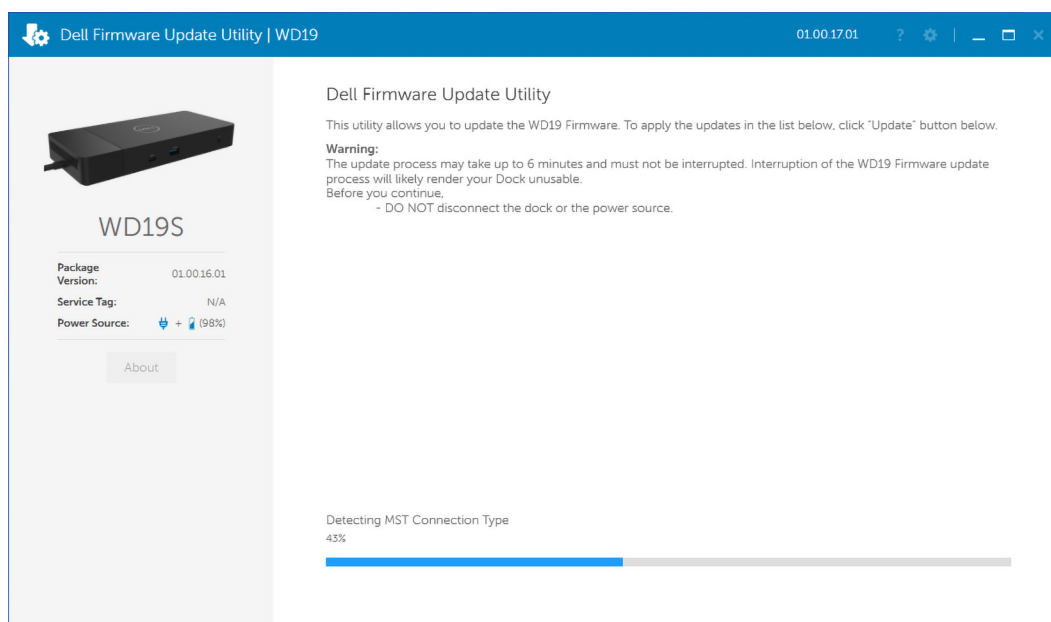 Dell Firmware Update Utility | WD19
01.00.17.01
?
WD19S
Package
Version:
01.00.16.01
Service Tag:
N/A
Power Source:
+
(98%)
About
Dell Firmware Update Utility
This utility allows you to update the WD19 Firmware. To apply the updates in the list below, click "Update" button below.
Warning:
The update process may take up to 6 minutes and must not be interrupted. Interruption of the WD19 Firmware update
process will likely render your Dock unusable.
Before you continue,
- DO NOT disconnect the dock or the power source.
Detecting MST Connection Type
43%